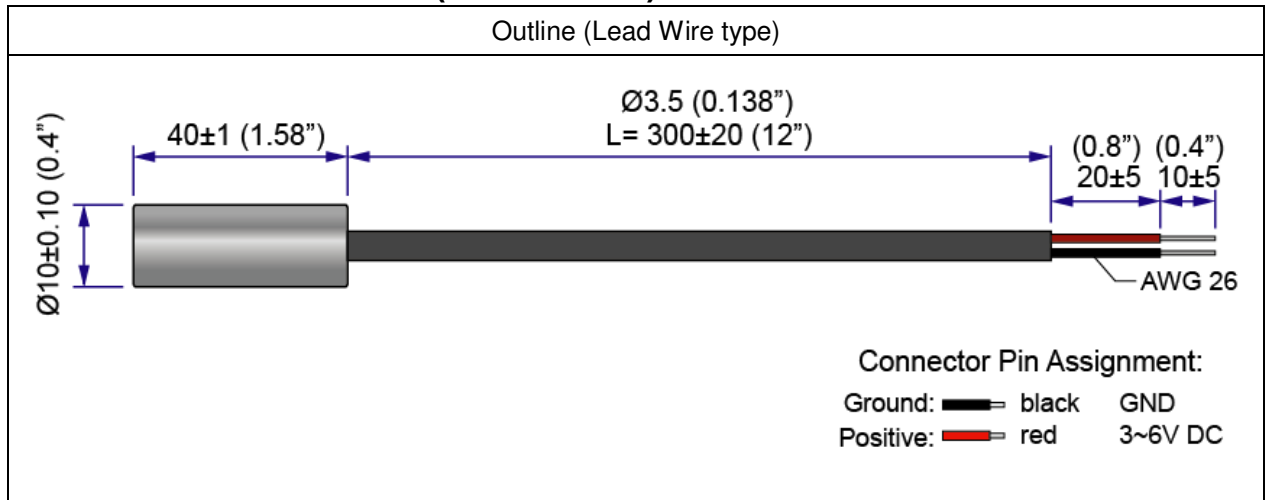 Outline (Lead Wire type)
Ø3.5 (0.138”)
40±1 (1.58”)
L= 300±20 (12”)
(0.8”) (0.4”)
20±5 10±5
Ø10±0.10 (0.4”)
AWG 26
Connector Pin Assignment:
Ground: black GND
Positive: red 3~6V DC